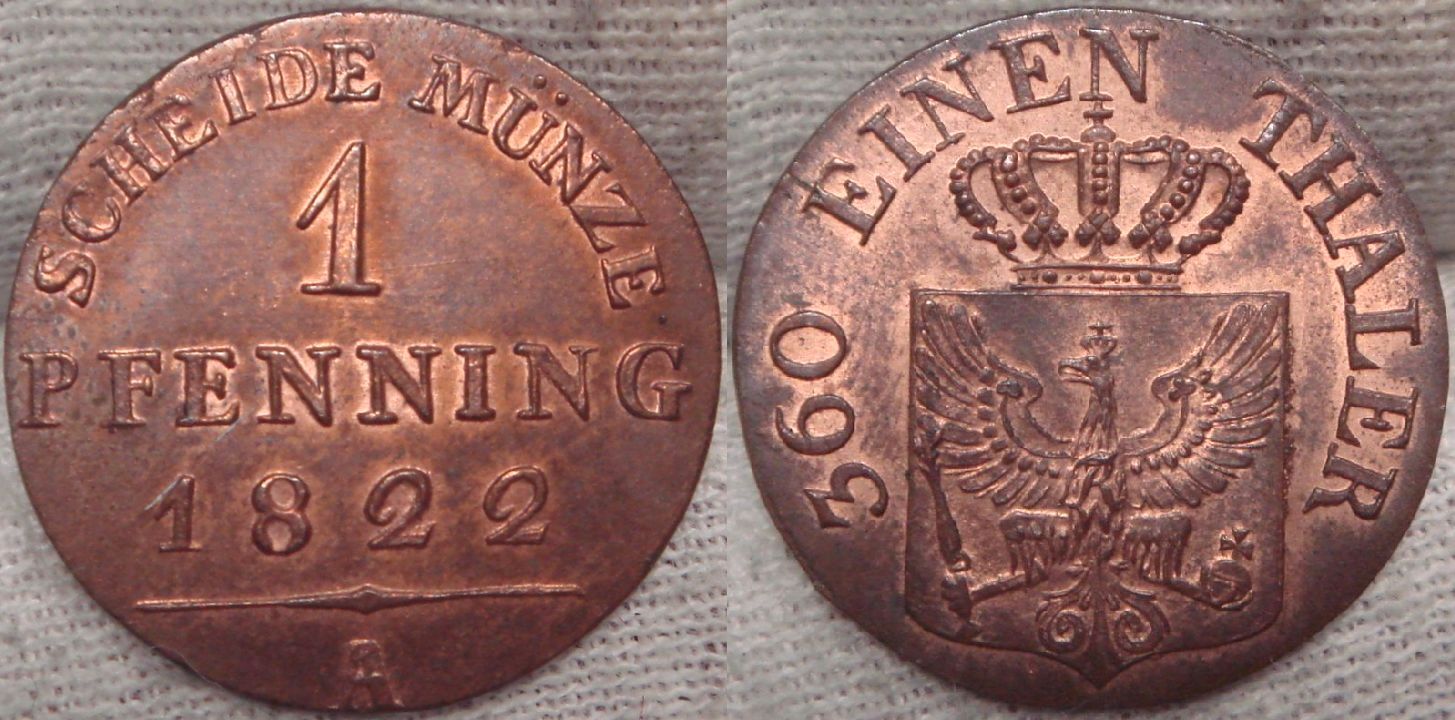 SCHEIDE MÜNZE
1
PFENNING
1822
A
360 EINEN THALER